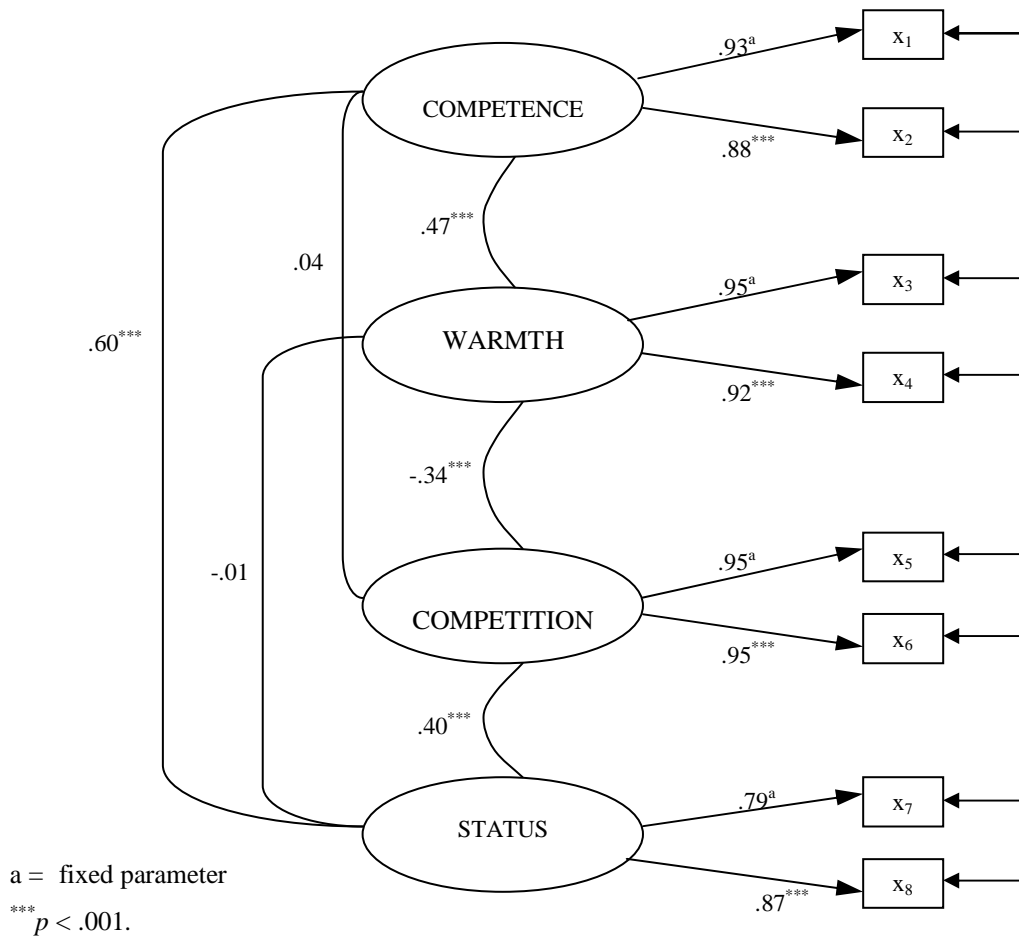 .93ᵃ
x₁
COMPETENCE
x₂
.88***
.47***
.04
.95ᵃ
x₃
.60***
WARMTH
x₄
.92***
-.34***
.95ᵃ
x₅
-.01
COMPETITION
x₆
.95***
.40***
.79ᵃ
x₇
STATUS
a = fixed parameter
x₈
.87***
***p < .001.